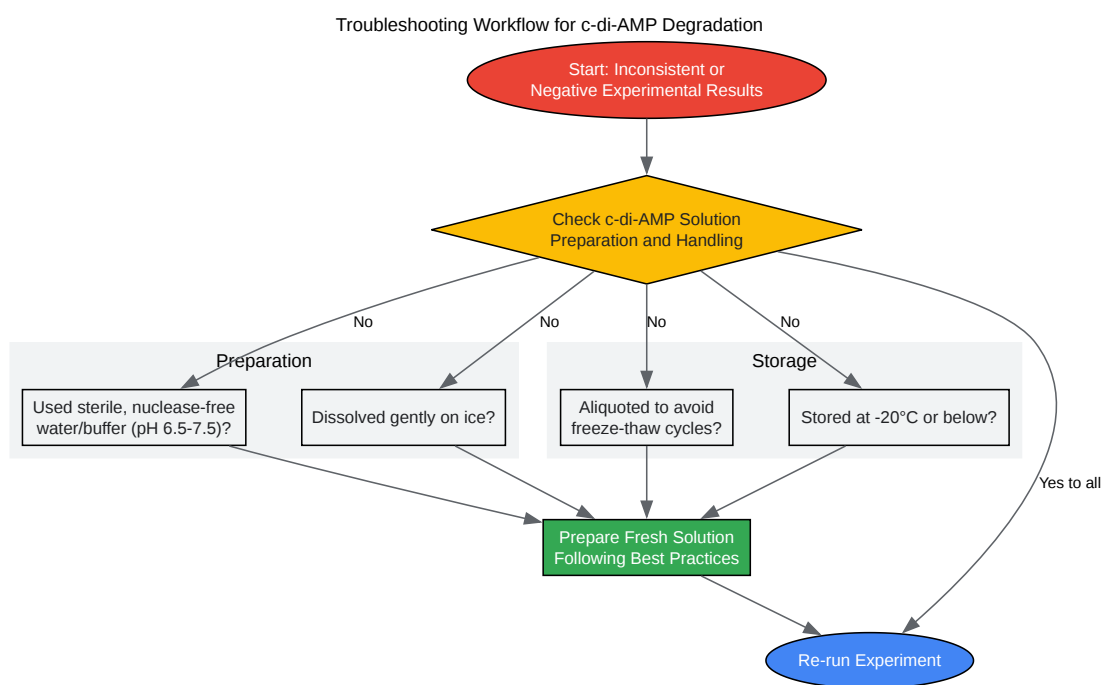 Troubleshooting Workflow for c-di-AMP Degradation
Start: Inconsistent or
Negative Experimental Results
Check c-di-AMP Solution
Preparation and Handling
No
No
No
No
Preparation
Storage
Used sterile, nuclease-free
water/buffer (pH 6.5-7.5)?
Dissolved gently on ice?
Aliquoted to avoid
freeze-thaw cycles?
Stored at -20°C or below?
Yes to all
Prepare Fresh Solution
Following Best Practices
Re-run Experiment